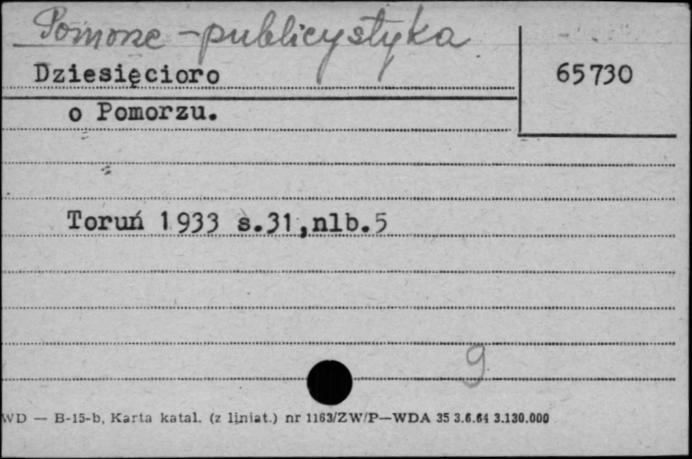 Pomorze - publicystyka
Dziesięcioro
65730
o Pomorzu.
Toruń 1933 s.31,nlb.5
9
WD — B-15-b, Karta katal. (z liniat.) nr 1163/ZW/P—WDA 35 3.6.64 3.130.000